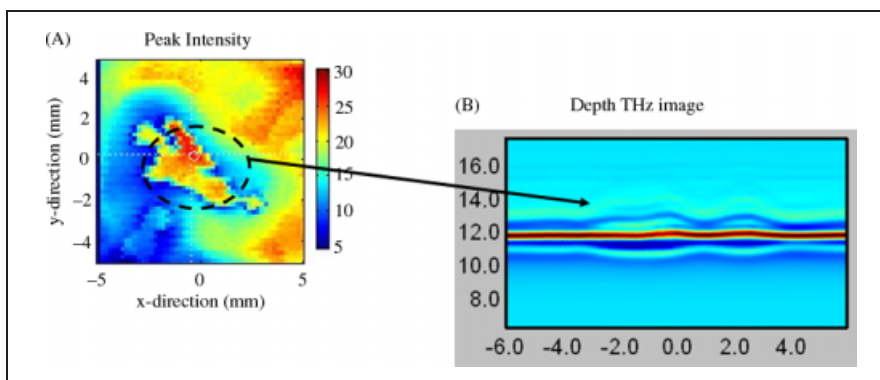 (A)
Peak Intensity
4
2
0
−2
−4
y-direction (mm)
−5
0
5
x-direction (mm)
30
25
20
15
10
5
(B)
Depth THz image
16.0
14.0
12.0
10.0
8.0
-6.0 -4.0 -2.0 0.0 2.0 4.0